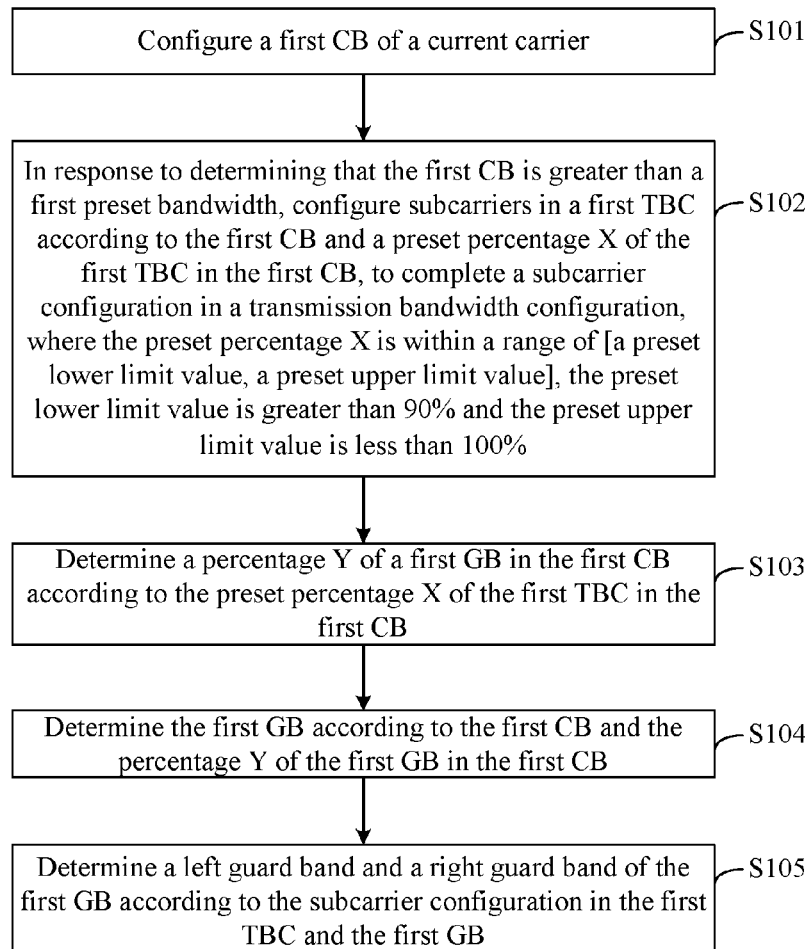 Configure a first CB of a current carrier
S101
In response to determining that the first CB is greater than a
first preset bandwidth, configure subcarriers in a first TBC
according to the first CB and a preset percentage X of the
first TBC in the first CB, to complete a subcarrier
configuration in a transmission bandwidth configuration,
where the preset percentage X is within a range of [a preset
lower limit value, a preset upper limit value], the preset
lower limit value is greater than 90% and the preset upper
limit value is less than 100%
S102
Determine a percentage Y of a first GB in the first CB
according to the preset percentage X of the first TBC in the
first CB
S103
Determine the first GB according to the first CB and the
percentage Y of the first GB in the first CB
S104
Determine a left guard band and a right guard band of the
first GB according to the subcarrier configuration in the first
TBC and the first GB
S105